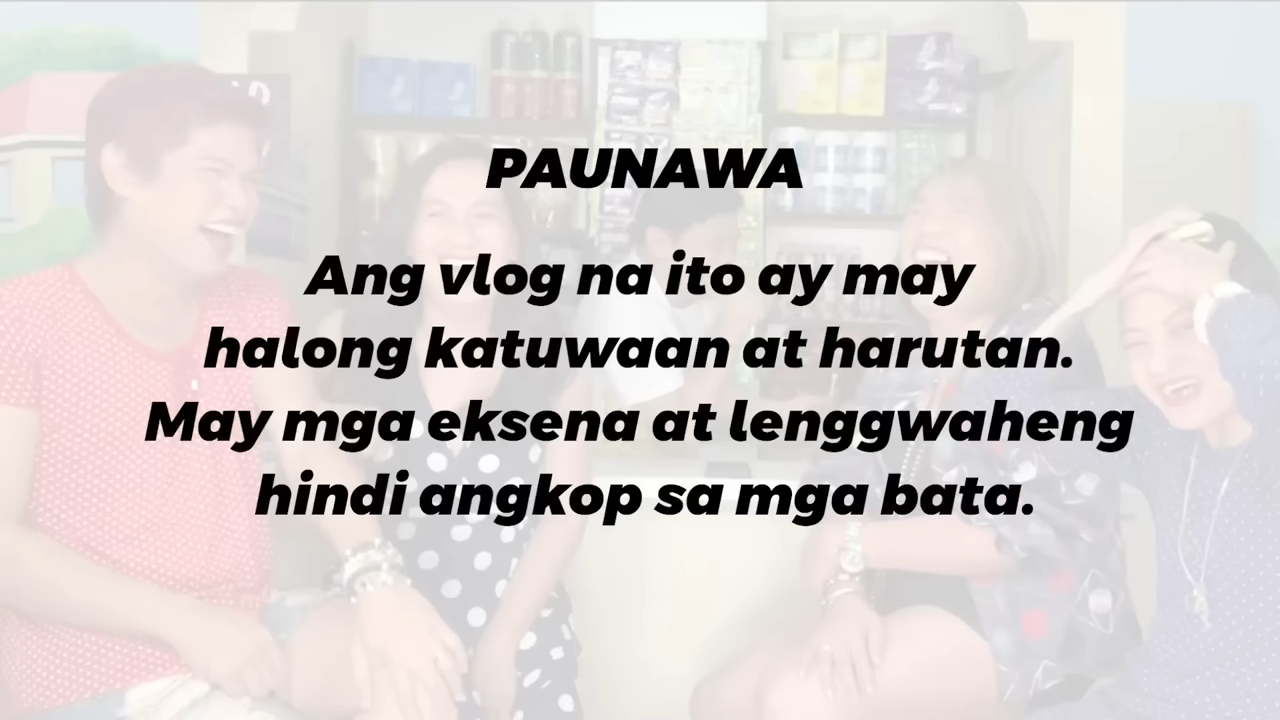 PAUNAWA
Ang vlog na ito ay may
halong katuwaan at harutan.
May mga eksena at lenggwaheng
hindi angkop sa mga bata.